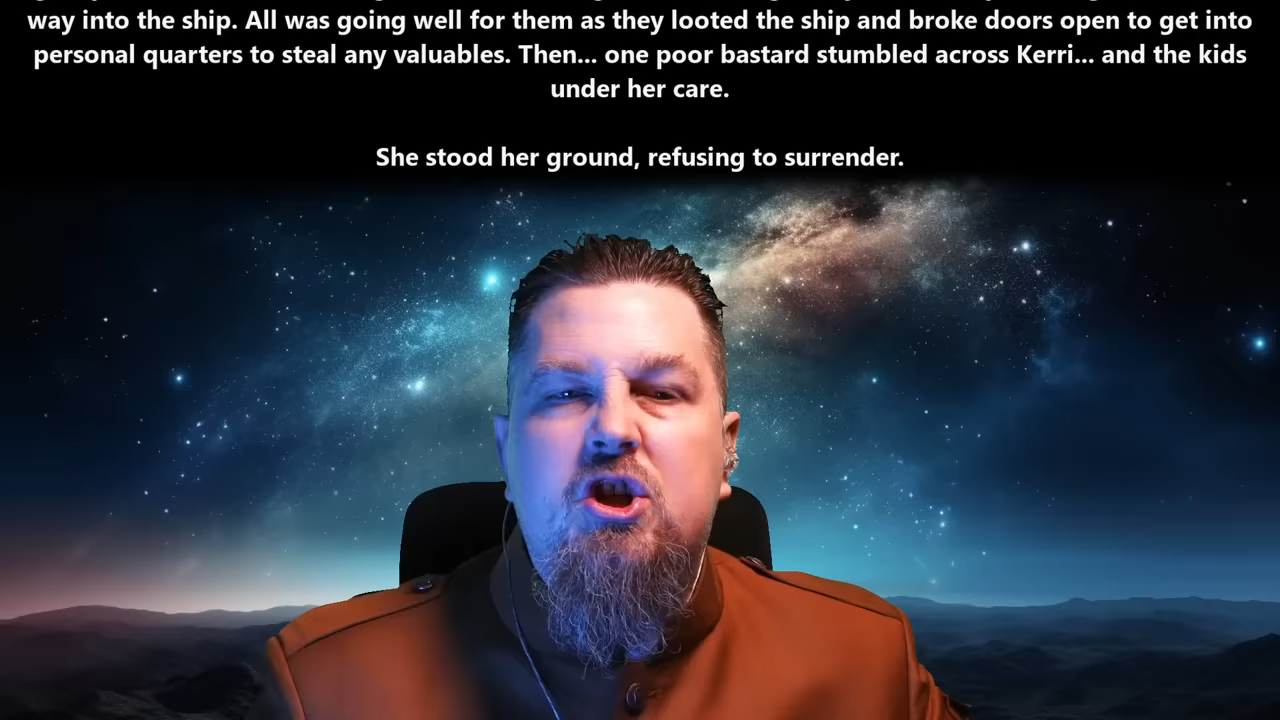 way into the ship. All was going well for them as they looted the ship and broke doors open to get into
personal quarters to steal any valuables. Then... one poor bastard stumbled across Kerri... and the kids
under her care.
She stood her ground, refusing to surrender.